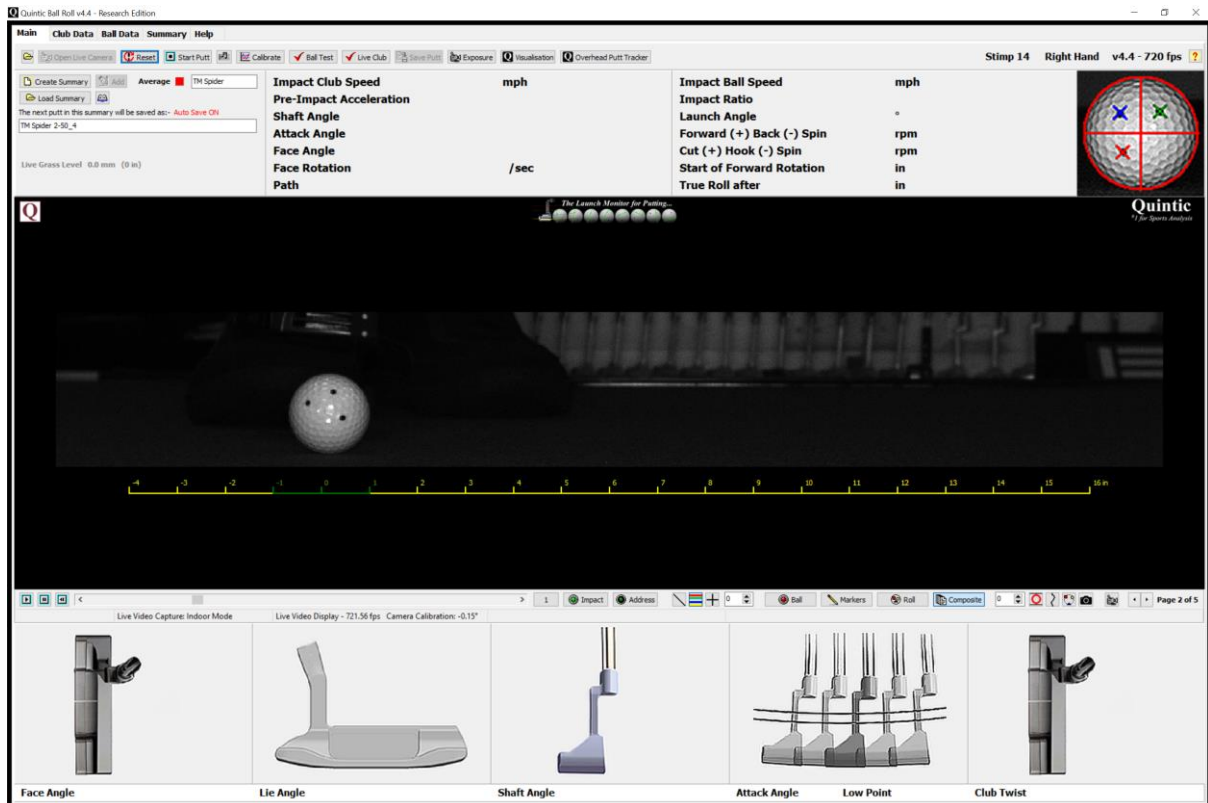 Quintic Ball Roll v4.4 - Research Edition
Main Club Data Ball Data Summary Help
Open Live Camera Reset Start Putt Calibrate Ball Test Live Club Save Putt Exposure Visualisation Overhead Putt Tracker Stimp 14 Right Hand v4.4 - 720 fps ?
Create Summary Add Average TM Spider
Load Summary
The next putt in this summary will be saved as:- Auto Save ON
TM Spider 2-50_4
Live Grass Level 0.0 mm (0 in)
Impact Club Speed mph
Pre-Impact Acceleration
Shaft Angle
Attack Angle
Face Angle
Face Rotation /sec
Path
Impact Ball Speed mph
Impact Ratio
Launch Angle °
Forward (+) Back (-) Spin rpm
Cut (+) Hook (-) Spin rpm
Start of Forward Rotation in
True Roll after in
Q
The Launch Monitor for Putting...
Quintic
#1 for Sports Analysis
-4 -3 -2 -1 0 1 2 3 4 5 6 7 8 9 10 11 12 13 14 15 16 in
1 Impact Address 0 Ball Markers Roll Composite 0 Page 2 of 5
Live Video Capture: Indoor Mode Live Video Display - 721.56 fps Camera Calibration: -0.15°
Face Angle Lie Angle Shaft Angle Attack Angle Low Point Club Twist